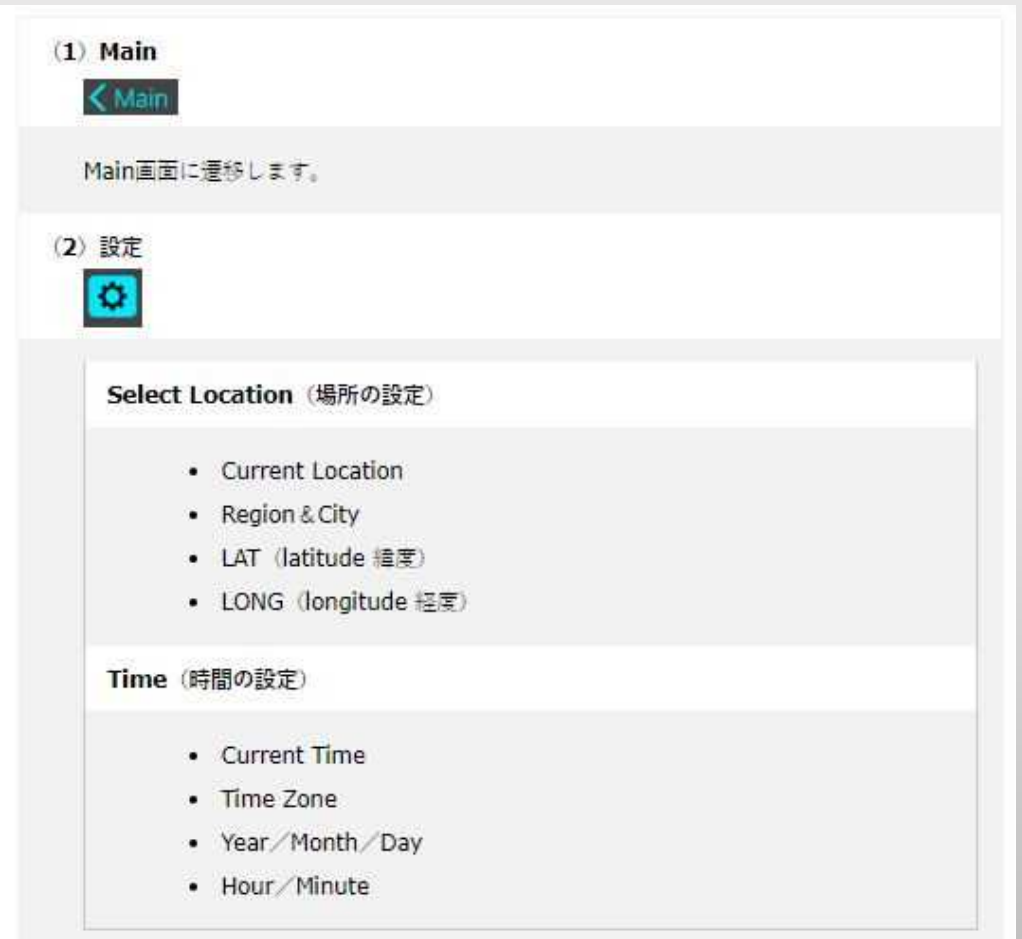 （1）Main
Main
Main画面に遷移します。
（2）設定
Select Location（場所の設定）
• Current Location
• Region＆City
• LAT（latitude 緯度）
• LONG（longitude 経度）
Time（時間の設定）
• Current Time
• Time Zone
• Year／Month／Day
• Hour／Minute